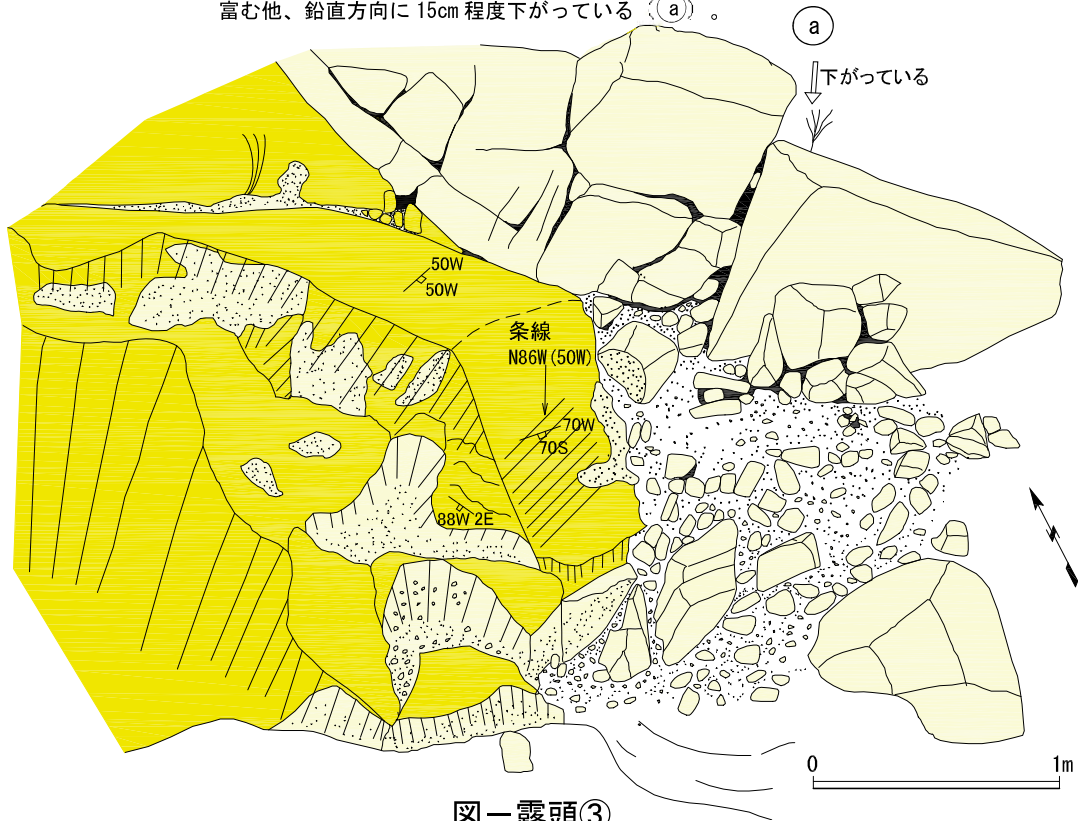 富む他、鉛直方向に 15cm 程度下がっている（ⓐ）。
ⓐ
下がっている
50W
50W
条線
N86W(50W)
70W
70S
88W 2E
0 1m
図－露頭③